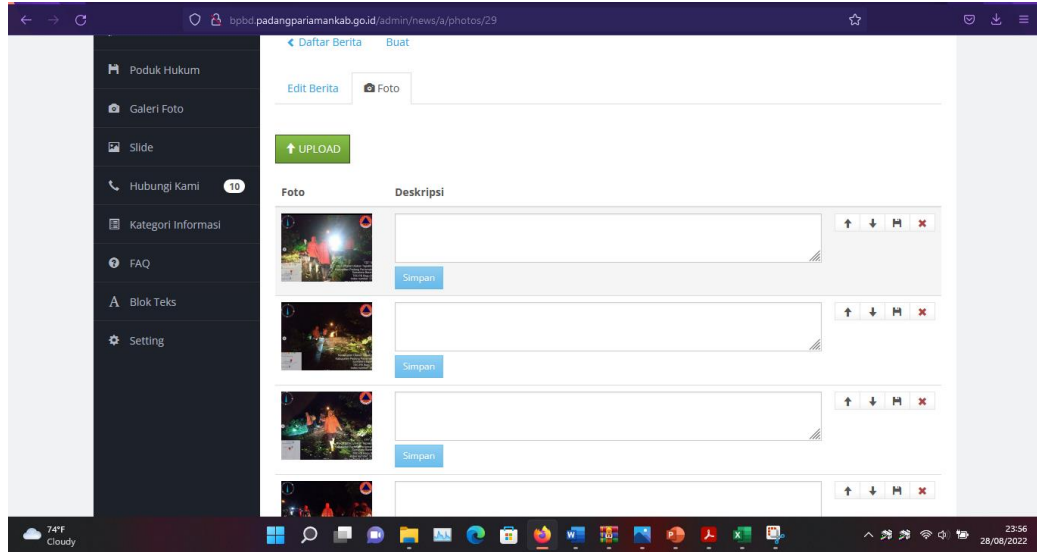 bpbd.padangpariamankab.go.id/admin/news/a/photos/29
Daftar Berita Buat
Poduk Hukum
Galeri Foto
Slide
Hubungi Kami 10
Kategori Informasi
FAQ
A Blok Teks
Setting
Edit Berita Foto
UPLOAD
Foto Deskripsi
Simpan
Simpan
Simpan
74°F
Cloudy
23:56
28/08/2022